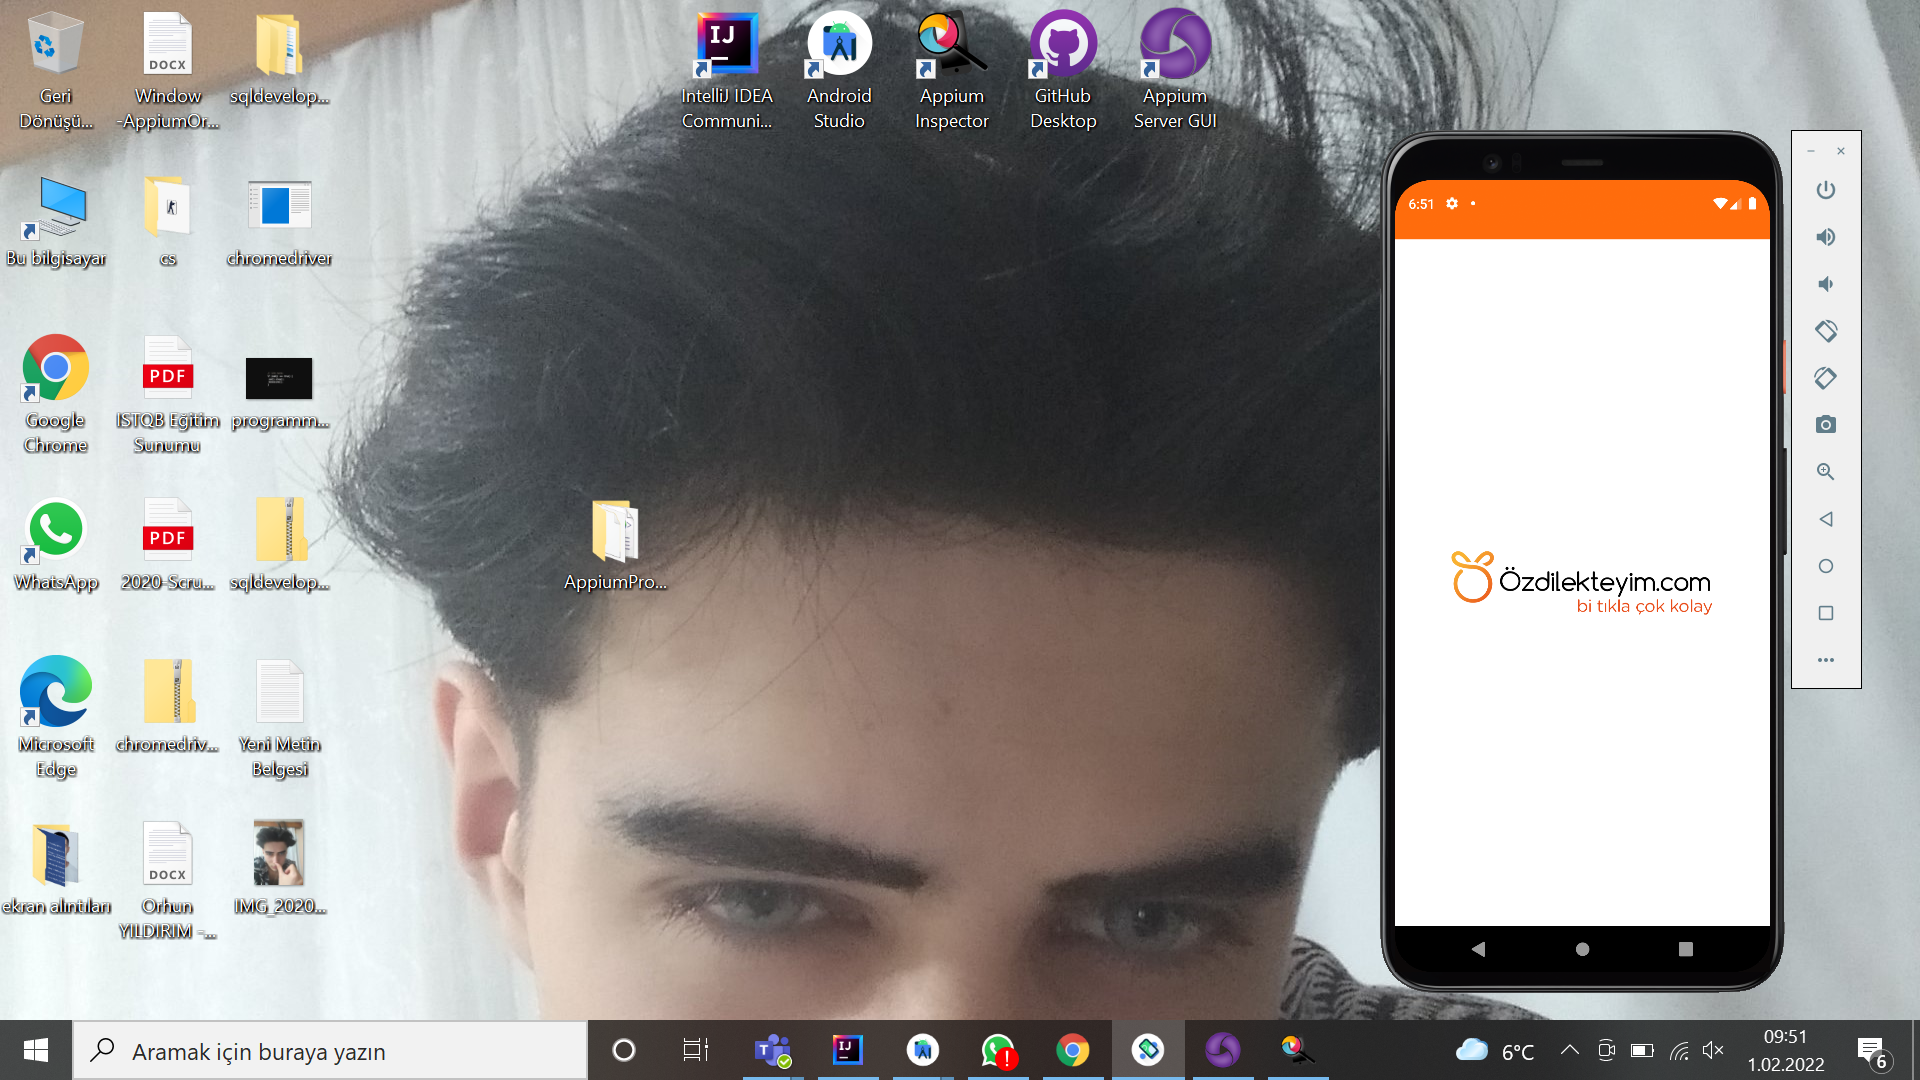 Geri
Dönüşü...
DOCX
Window
-AppiumOr...
sqldevelop...
IJ
IntelliJ IDEA
Communi...
Android
Studio
Appium
Inspector
GitHub
Desktop
Appium
Server GUI
Bu bilgisayar
cs
chromedriver
6:51
Google
Chrome
PDF
ISTQB Eğitim
Sunumu
programm...
WhatsApp
PDF
2020-Scru...
sqldevelop...
AppiumPro...
Özdilekteyim.com
bi tıkla çok kolay
Microsoft
Edge
chromedriv...
Yeni Metin
Belgesi
ekran alıntıları
DOCX
Orhun
YILDIRIM -...
IMG_2020...
Aramak için buraya yazın
T
IJ
6°C
09:51
1.02.2022
6